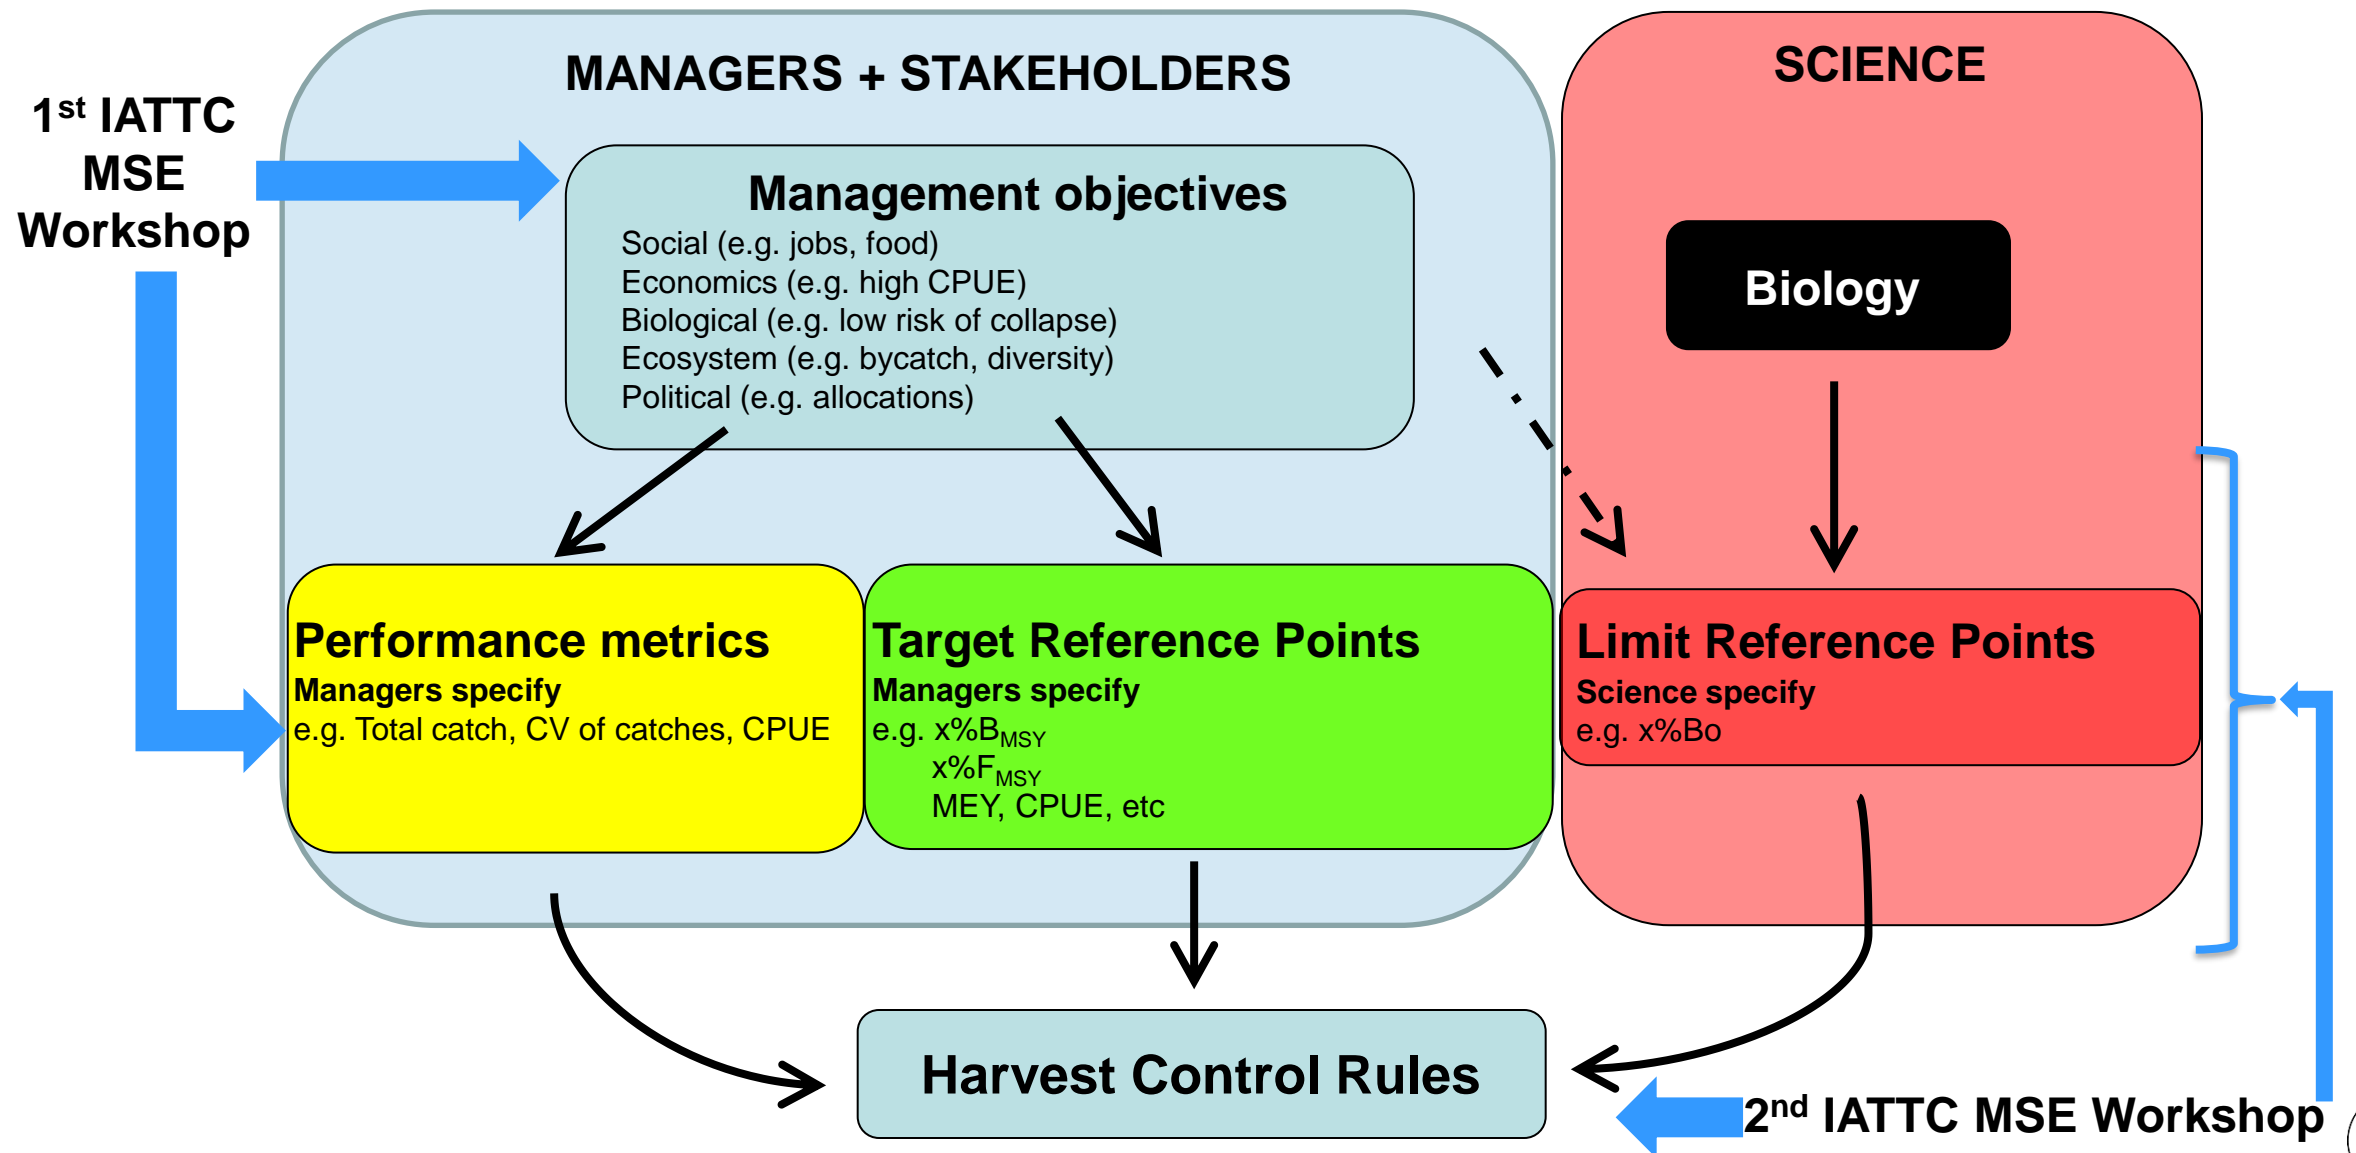 MANAGERS + STAKEHOLDERS
SCIENCE
1st IATTC
MSE
Workshop
Management objectives
Social (e.g. jobs, food)
Economics (e.g. high CPUE)
Biological (e.g. low risk of collapse)
Ecosystem (e.g. bycatch, diversity)
Political (e.g. allocations)
Biology
Performance metrics
Managers specify
e.g. Total catch, CV of catches, CPUE
Target Reference Points
Managers specify
e.g. x%BMSY
x%FMSY
MEY, CPUE, etc
Limit Reference Points
Science specify
e.g. x%Bo
Harvest Control Rules
2nd IATTC MSE Workshop